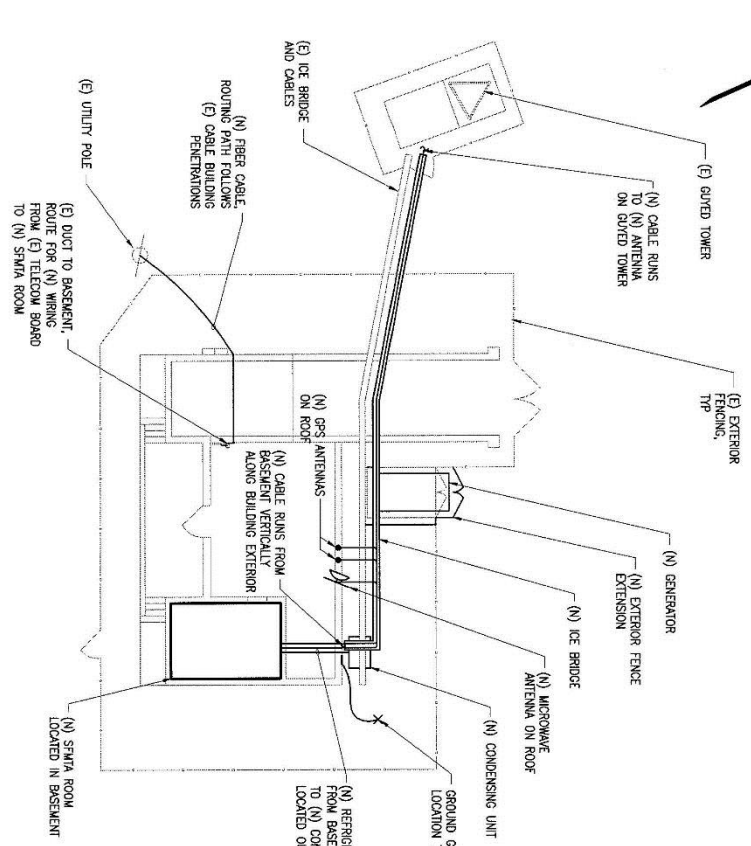 (E) GUYED TOWER
(N) CABLE RUNS
TO (N) ANTENNA
ON GUYED TOWER
(E) EXTERIOR
FENCING,
TYP
(E) ICE BRIDGE
AND CABLES
(N) FIBER CABLE,
ROUTING PATH FOLLOWS
(E) CABLE BUILDING
PENETRATIONS
(E) UTILITY POLE
(E) DUCT TO BASEMENT,
ROUTE FOR (N) WIRING
FROM (E) TELECOM BOARD
TO (N) SFMTA ROOM
(N) GPS ANTENNAS
ON ROOF
(N) CABLE RUNS FROM
BASEMENT VERTICALLY
ALONG BUILDING EXTERIOR
(N) GENERATOR
(N) EXTERIOR FENCE
EXTENSION
(N) ICE BRIDGE
(N) MICROWAVE
ANTENNA ON ROOF
(N) CONDENSING UNIT
GROUND G
LOCATION
(N) REFRIG
FROM BASE
TO (N) CON
LOCATED O
(N) SFMTA ROOM
LOCATED IN BASEMENT